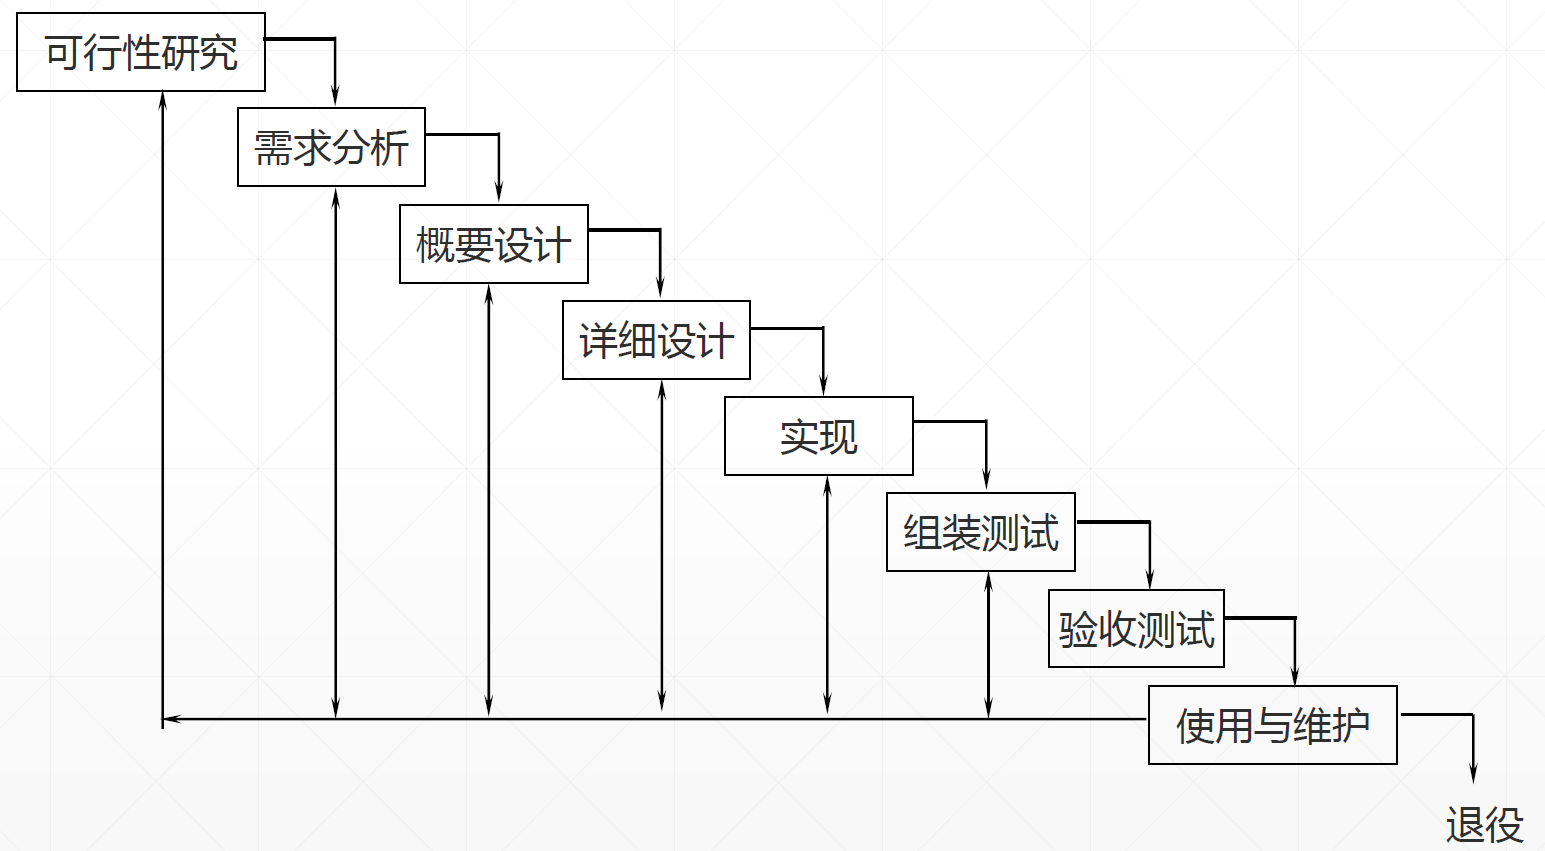 可行性研究
需求分析
概要设计
详细设计
实现
组装测试
验收测试
使用与维护
退役